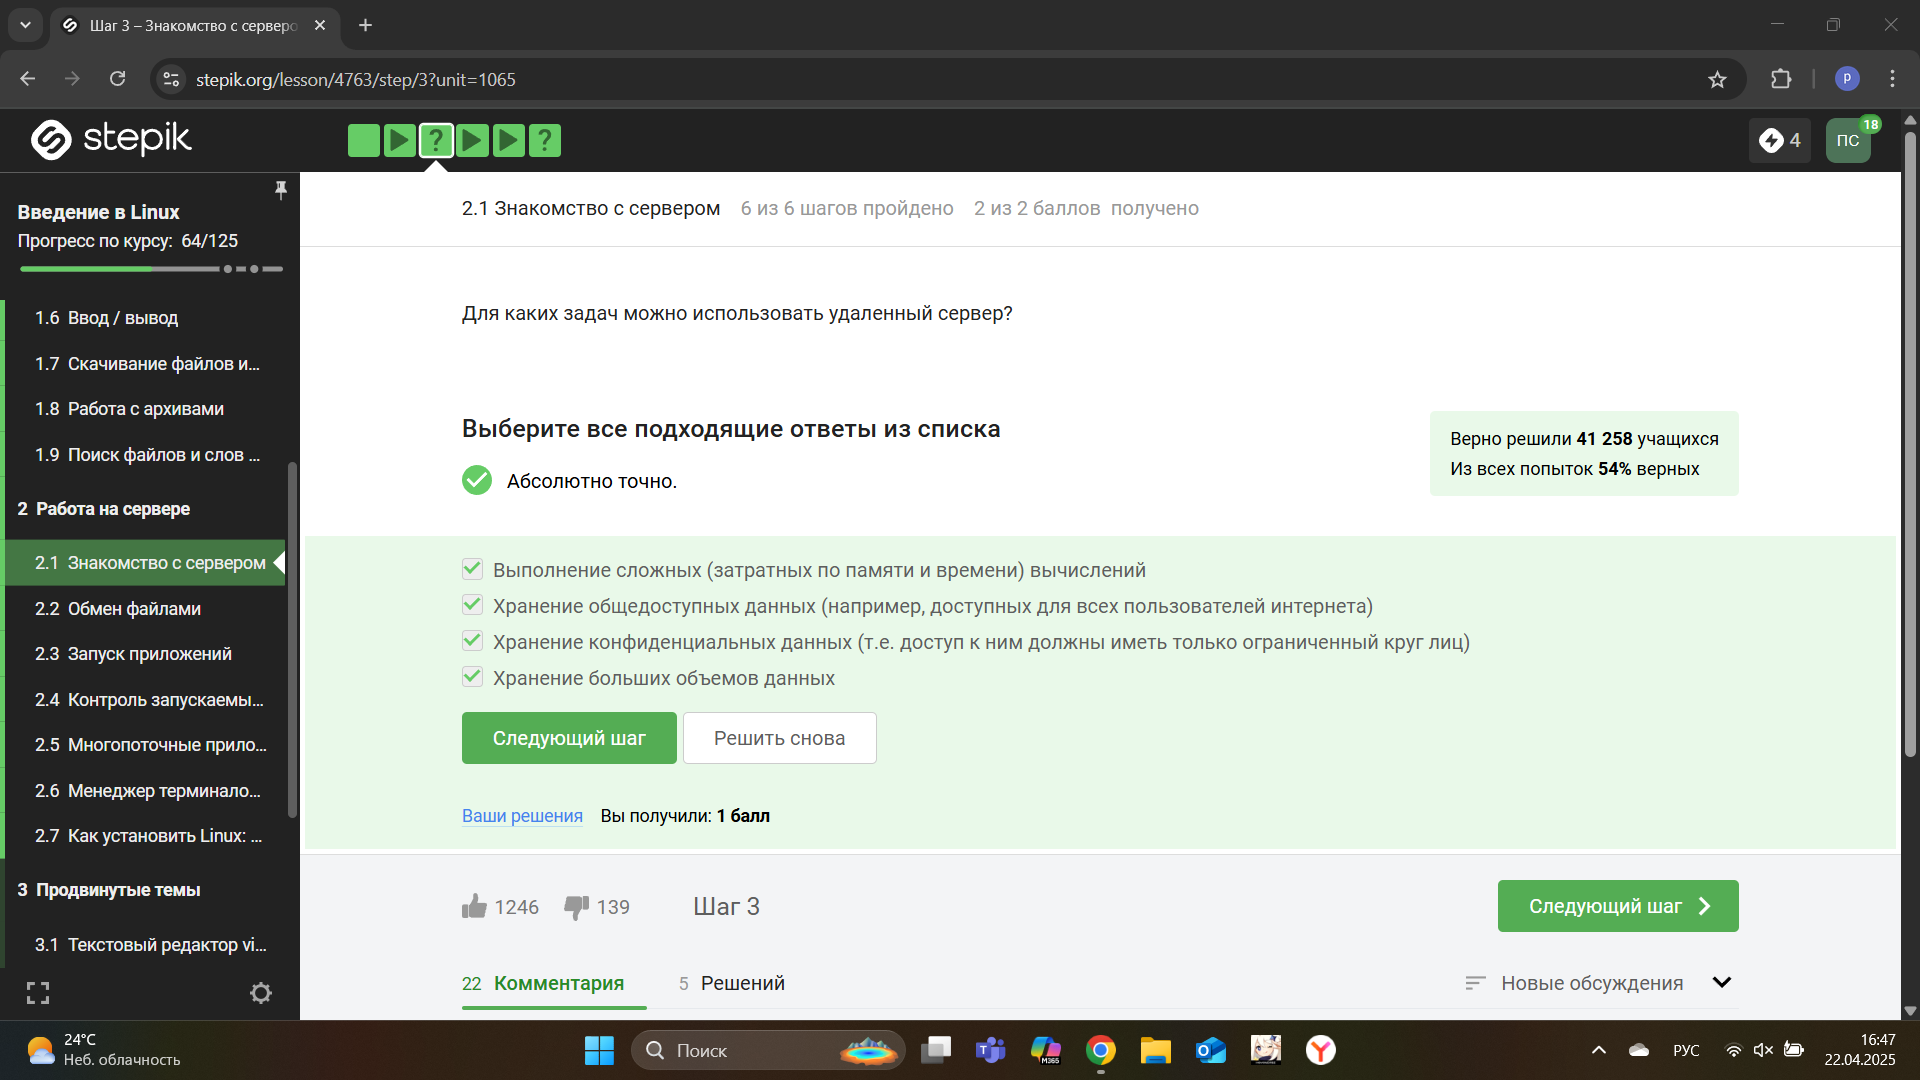 Шаг 3 – Знакомство с серверо
stepik.org/lesson/4763/step/3?unit=1065
p
stepik
?
?
4
ПС
18
Введение в Linux
Прогресс по курсу: 64/125
1.6 Ввод / вывод
1.7 Скачивание файлов и...
1.8 Работа с архивами
1.9 Поиск файлов и слов ...
2 Работа на сервере
2.1 Знакомство с сервером
2.2 Обмен файлами
2.3 Запуск приложений
2.4 Контроль запускаемы...
2.5 Многопоточные прило...
2.6 Менеджер терминало...
2.7 Как установить Linux: ...
3 Продвинутые темы
3.1 Текстовый редактор vi...
2.1 Знакомство с сервером 6 из 6 шагов пройдено 2 из 2 баллов получено
Для каких задач можно использовать удаленный сервер?
Выберите все подходящие ответы из списка
Абсолютно точно.
Верно решили 41 258 учащихся
Из всех попыток 54% верных
Выполнение сложных (затратных по памяти и времени) вычислений
Хранение общедоступных данных (например, доступных для всех пользователей интернета)
Хранение конфиденциальных данных (т.е. доступ к ним должны иметь только ограниченный круг лиц)
Хранение больших объемов данных
Следующий шаг
Решить снова
Ваши решения Вы получили: 1 балл
1246 139 Шаг 3
Следующий шаг
22 Комментария 5 Решений
Новые обсуждения
24°C
Неб. облачность
Поиск
M365
РУС
16:47
22.04.2025